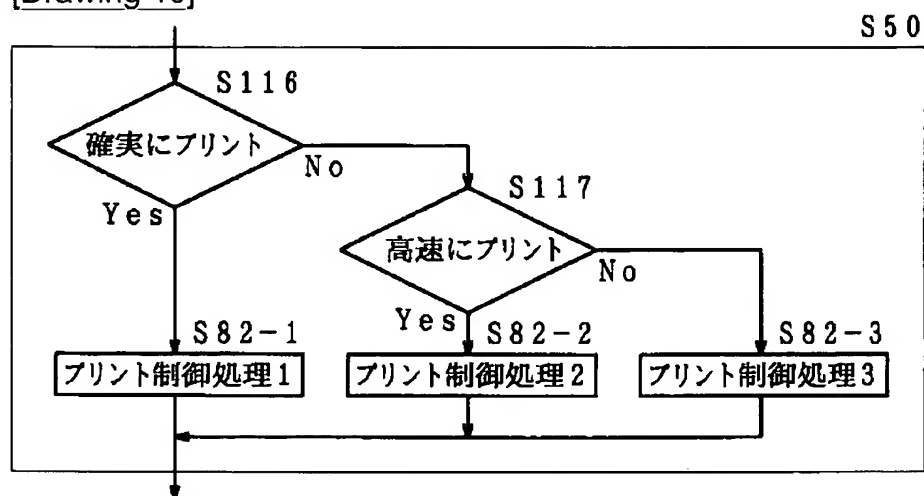 S50
S116
確実にプリント
No
Yes
S117
高速にプリント
No
Yes
S82-1
S82-2
S82-3
プリント制御処理1
プリント制御処理2
プリント制御処理3